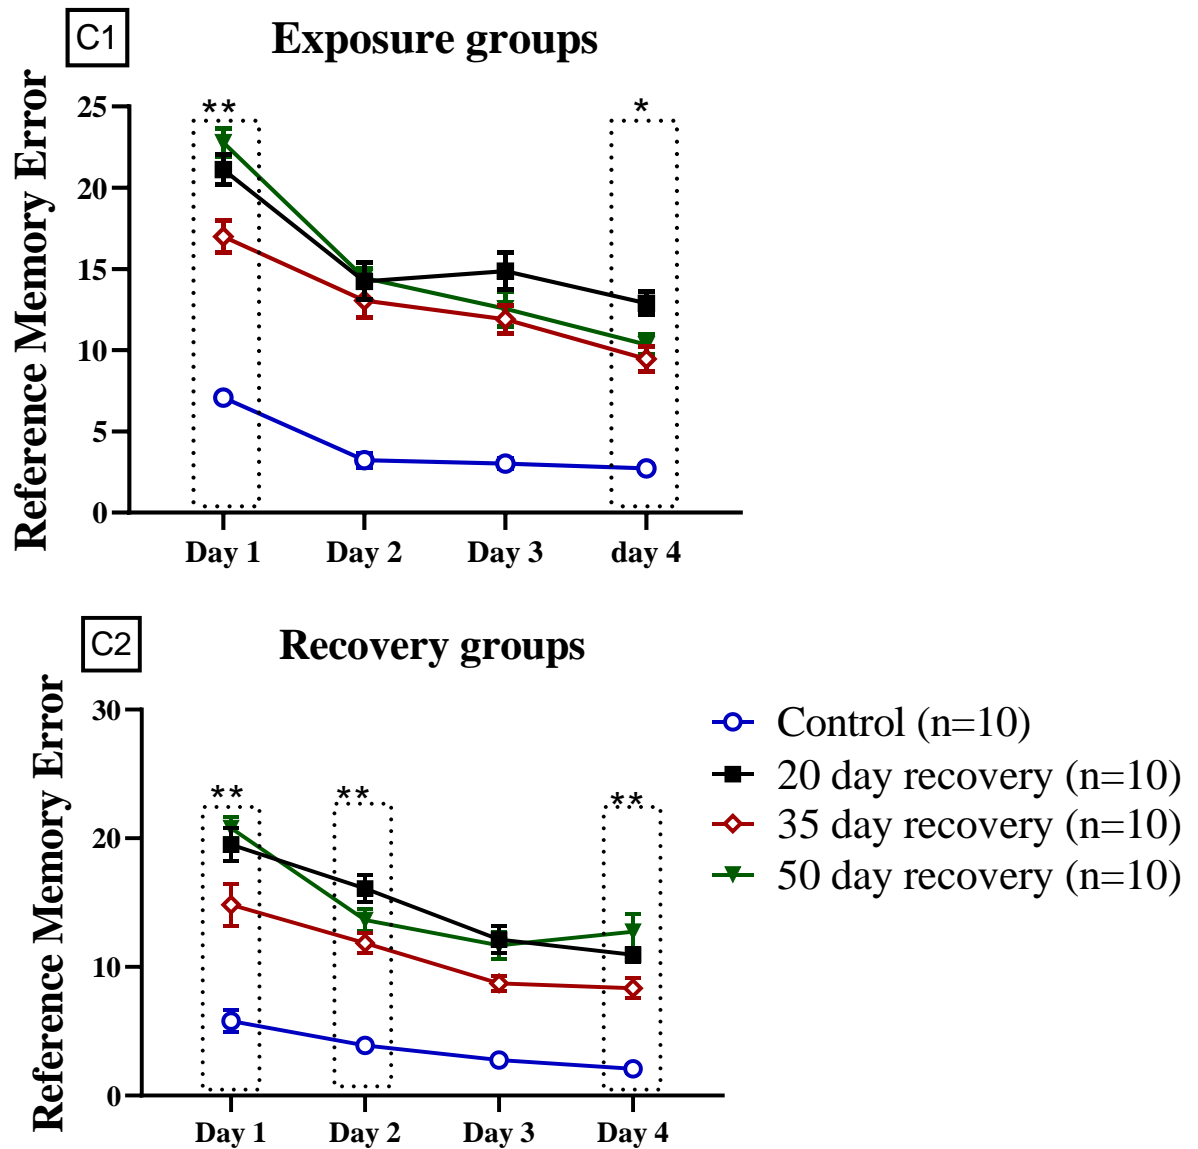 C1
Exposure groups
Reference Memory Error
25
20
15
10
5
0
**
*
Day 1 Day 2 Day 3 day 4
C2
Recovery groups
Reference Memory Error
30
20
10
0
** ** **
Day 1 Day 2 Day 3 Day 4
Control (n=10)
20 day recovery (n=10)
35 day recovery (n=10)
50 day recovery (n=10)